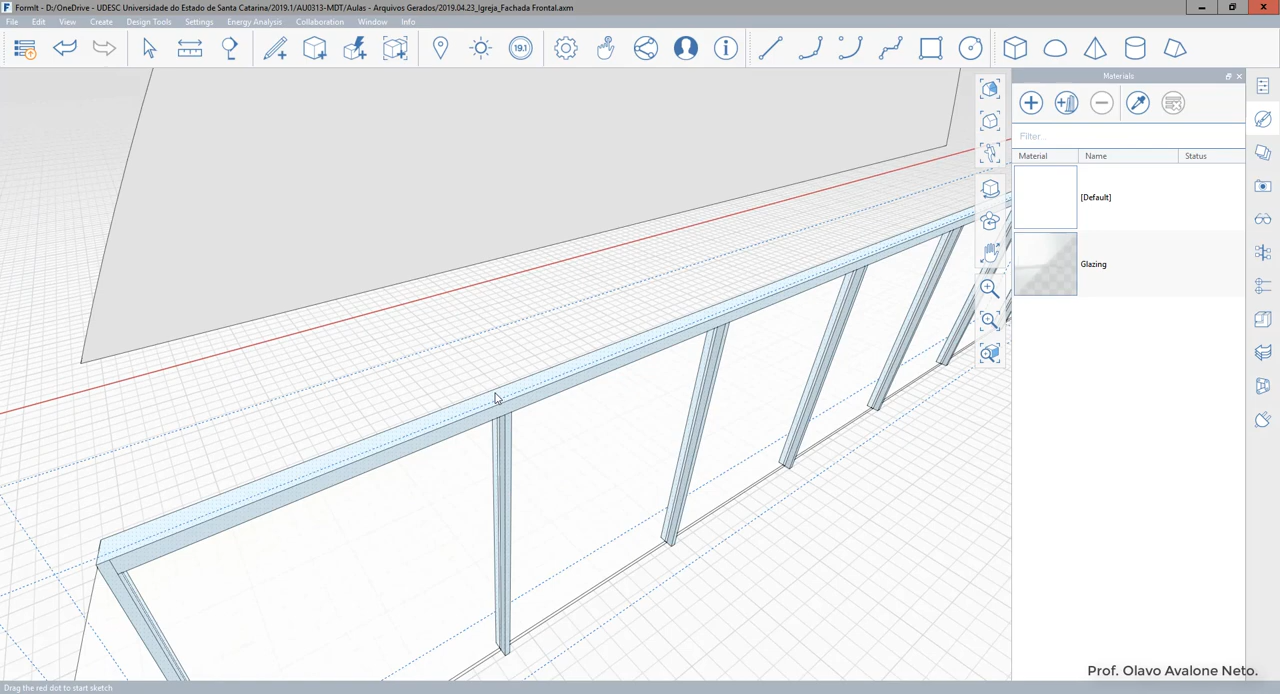 FormIt - D:/OneDrive - UDESC Universidade do Estado de Santa Catarina/2019.1/AU0313-MDT/Aulas - Arquivos Gerados/2019.04.23_Igreja_Fachada Frontal.axm
File Edit View Create Design Tools Settings Energy Analysis Collaboration Window Info
19.1
Materials
Filter...
Material Name Status
[Default]
Glazing
Prof. Olavo Avalone Neto.
Drag the red dot to start sketch